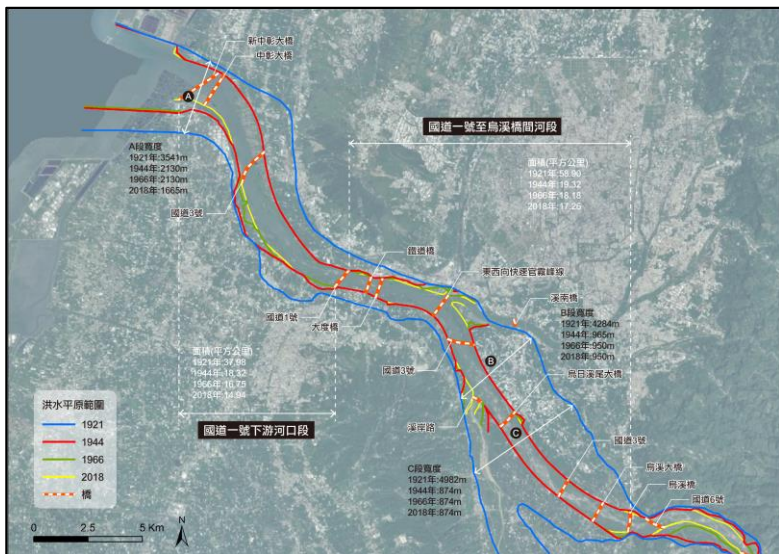 新中彰大橋
中彰大橋
A
A段寬度
1921年:3541m
1944年:2130m
1966年:2130m
2018年:1665m
國道3號
國道一號至烏溪橋間河段
面積(平方公里)
1921年:58.90
1944年:19.32
1966年:18.18
2018年:17.26
鐵道橋
東西向快速官霧峰線
國道1號
大度橋
溪南橋
B段寬度
1921年:4284m
1944年:965m
1966年:950m
2018年:950m
B
國道3號
烏日溪尾大橋
面積(平方公里)
1921年:37.98
1944年:18.32
1966年:16.75
2018年:14.94
國道一號下游河口段
溪岸路
C
國道3號
烏溪大橋
烏溪橋
國道6號
C段寬度
1921年:4982m
1944年:874m
1966年:874m
2018年:874m
洪水平原範圍
1921
1944
1966
2018
橋
0 2.5 5 Km
N